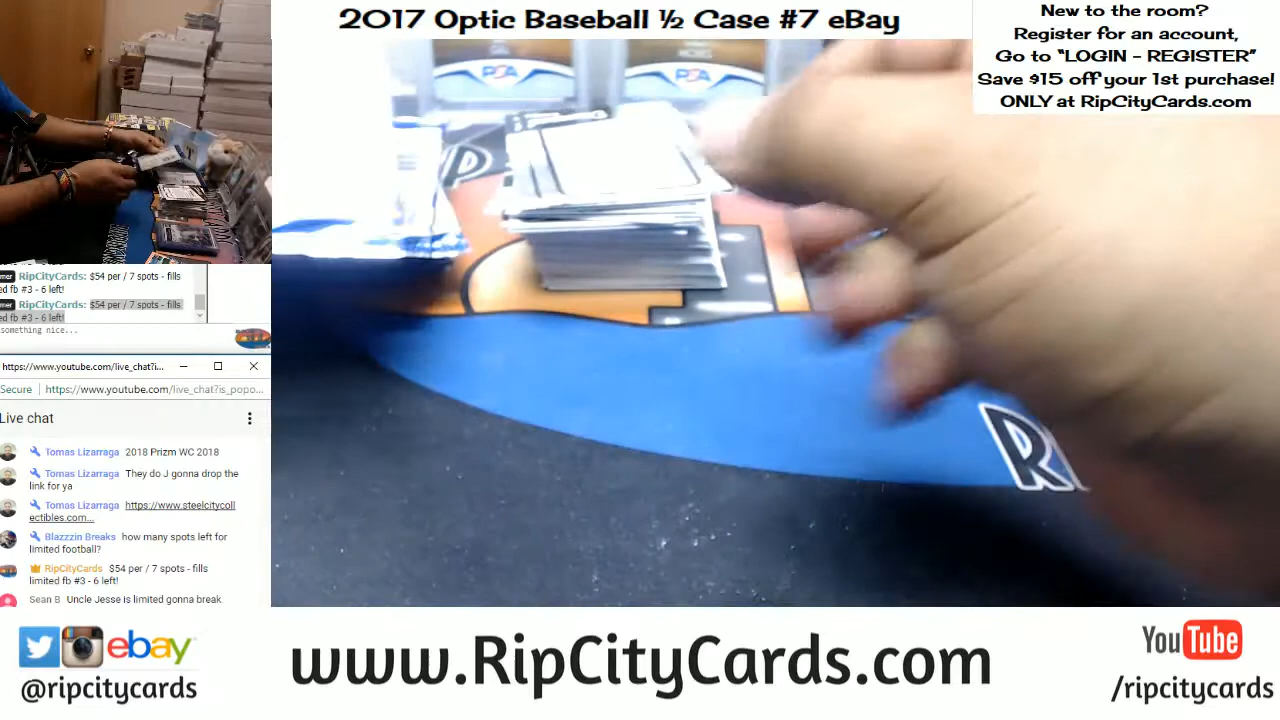 2017 Optic Baseball ½ Case #7 eBay
New to the room?
Register for an account,
Go to "LOGIN - REGISTER"
Save $15 off your 1st purchase!
ONLY at RipCityCards.com
PSA
PSA
RipCityCards: $54 per / 7 spots - fills
ed fb #3 - 6 left!
RipCityCards: $54 per / 7 spots - fills
ed fb #3 - 6 left!
something nice...
https://www.youtube.com/live_chat?i...
Secure https://www.youtube.com/live_chat?is_popo...
Live chat
Tomas Lizarraga 2018 Prizm WC 2018
Tomas Lizarraga They do J gonna drop the
link for ya
Tomas Lizarraga https://www.steelcitycoll
ectibles.com...
Blazzzin Breaks how many spots left for
limited football?
RipCityCards $54 per / 7 spots - fills
limited fb #3 - 6 left!
Sean B Uncle Jesse is limited gonna break
ebay
@ripcitycards
www.RipCityCards.com
YouTube
/ripcitycards